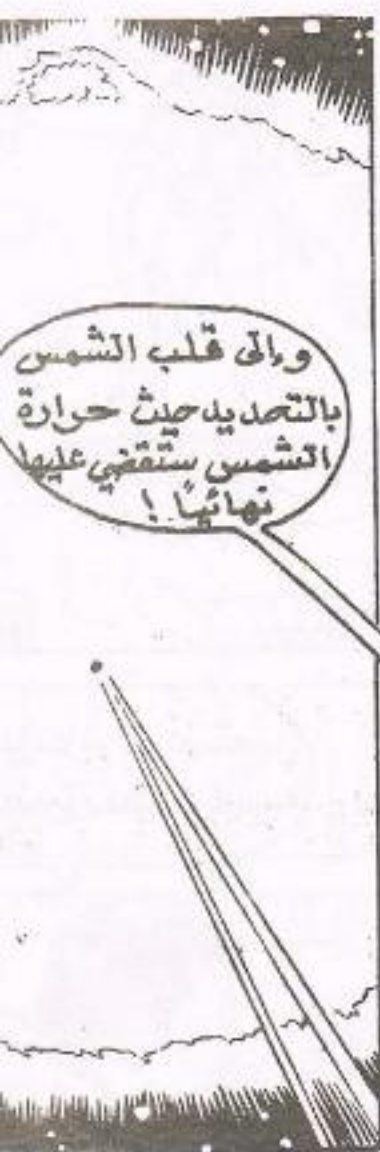 وإلى قلب الشمس
بالتحديد حيث حرارة
الشمس ستقضي عليها
نهائياً !